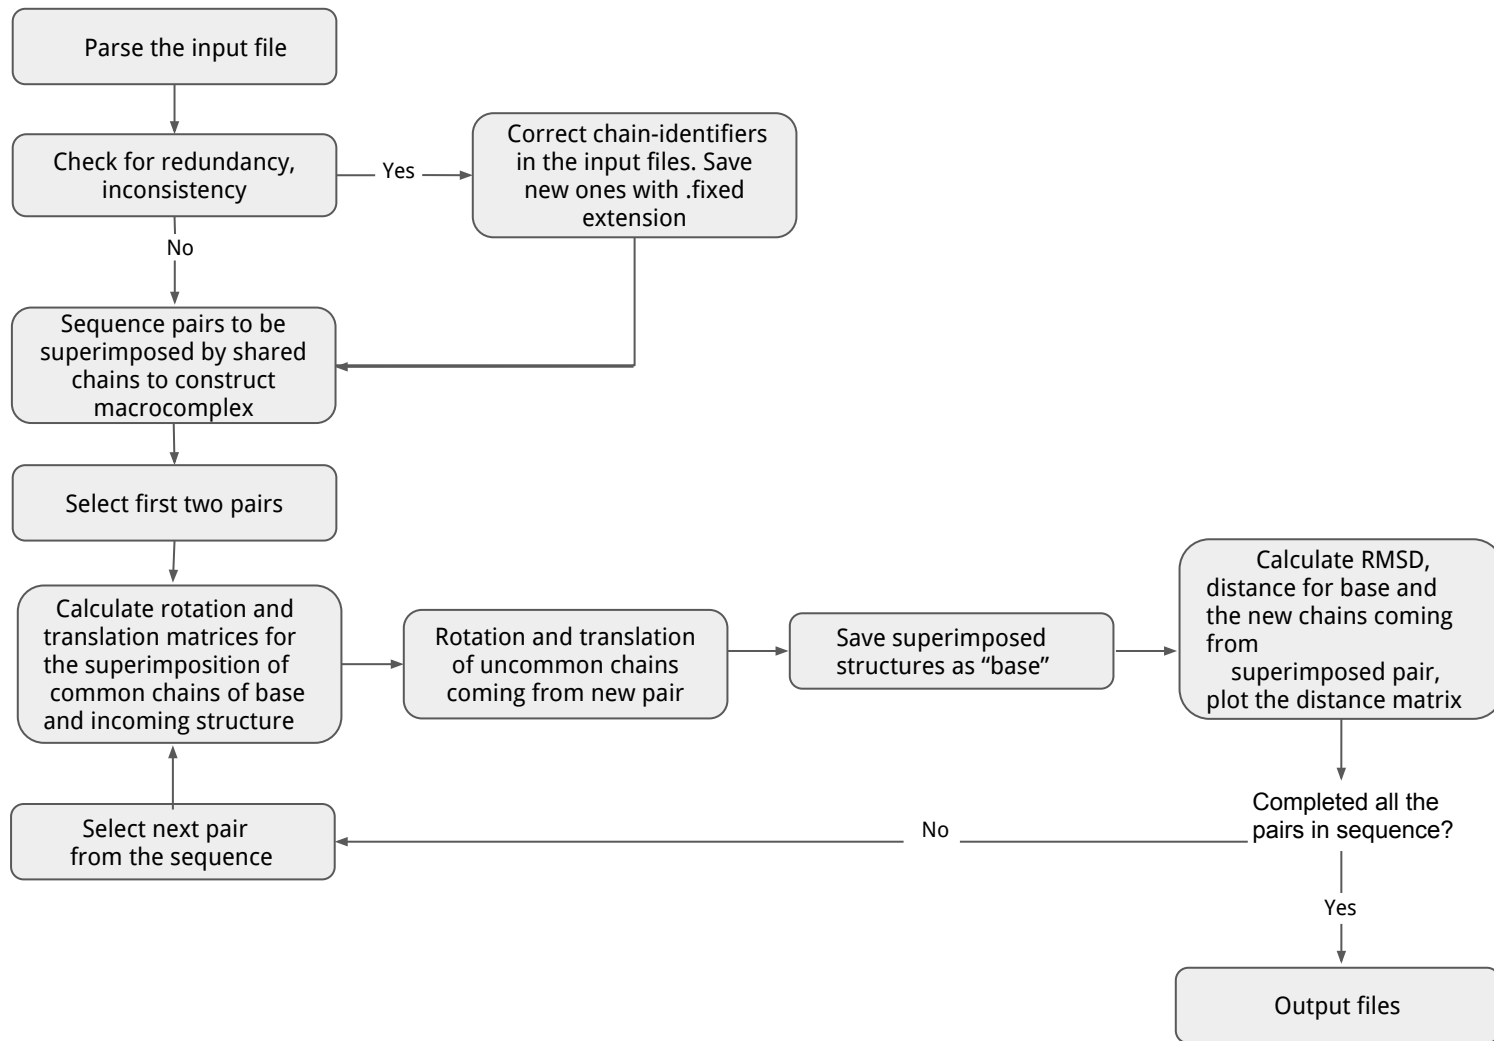 Parse the input file
Check for redundancy,
inconsistency
Yes
Correct chain-identifiers
in the input files. Save
new ones with .fixed
extension
No
Sequence pairs to be
superimposed by shared
chains to construct
macrocomplex
Select first two pairs
Calculate rotation and
translation matrices for
the superimposition of
common chains of base
and incoming structure
Rotation and translation
of uncommon chains
coming from new pair
Save superimposed
structures as “base”
Calculate RMSD,
distance for base and
the new chains coming
from
superimposed pair,
plot the distance matrix
Completed all the
pairs in sequence?
No
Select next pair
from the sequence
Yes
Output files